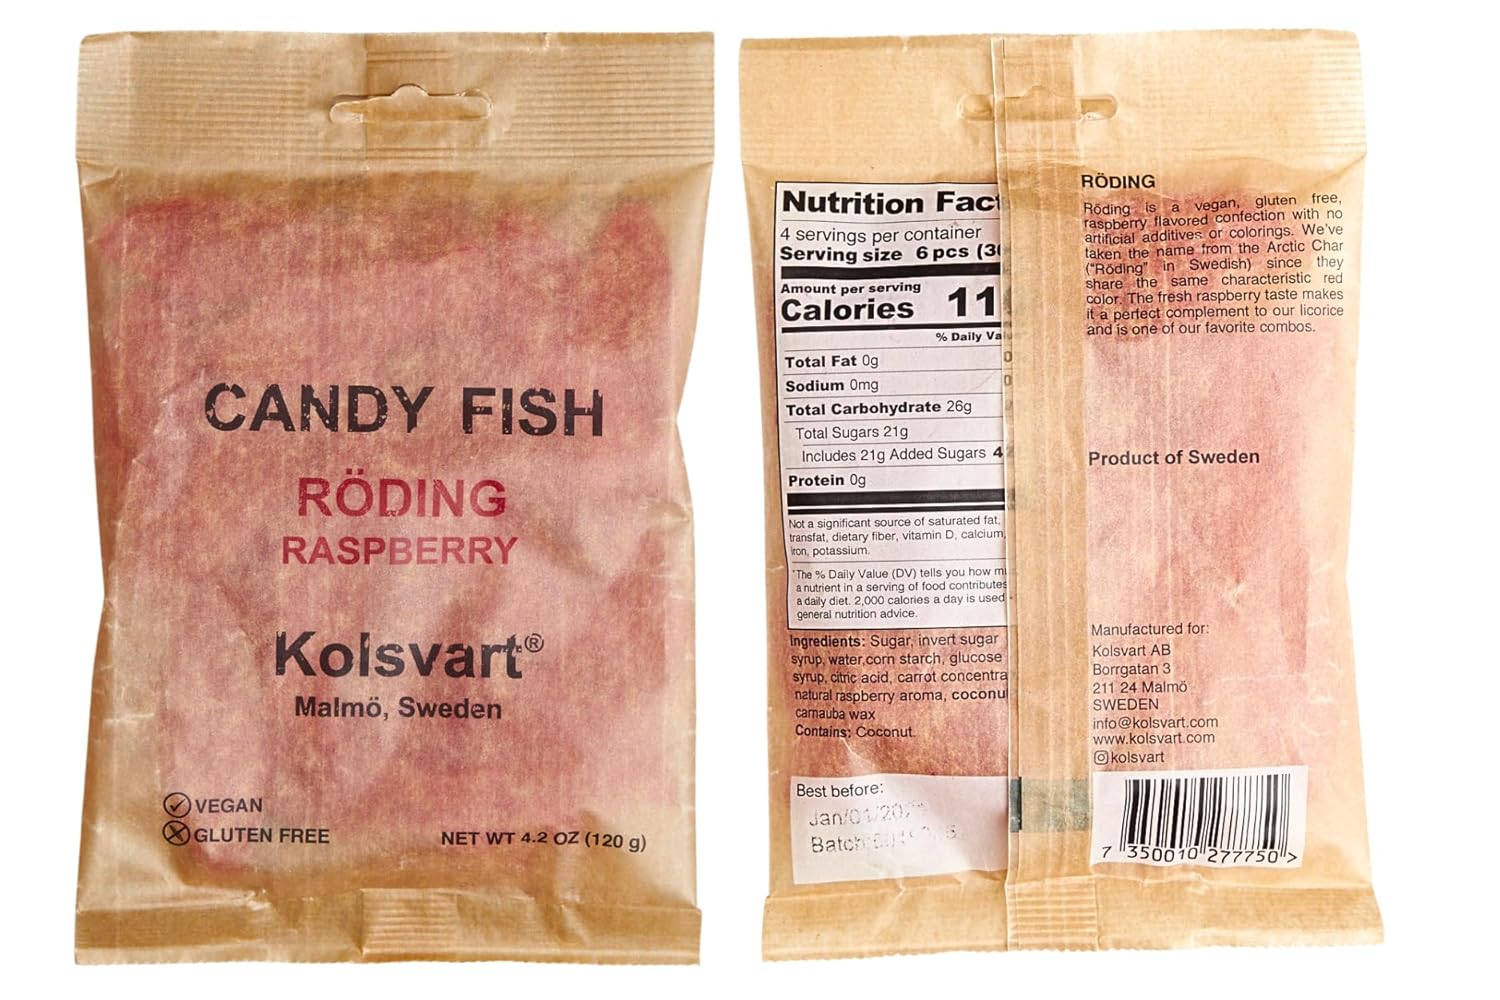 CANDY FISH
RÖDING
RASPBERRY
Kolsvart®
Malmö, Sweden
VEGAN
GLUTEN FREE
NET WT 4.2 OZ (120 g)
Nutrition
4 servings per container
Serving size 6 pcs
Amount per serving
Calories
% Daily
Total Fat 0g
Sodium 0mg
Total Carbohydrate 26g
Total Sugars 21g
Includes 21g Added Sugars
Protein 0g
Not a significant source of saturated fat,
transfat, dietary fiber, vitamin D, calcium,
iron, potassium.
*The % Daily Value (DV) tells you how
a nutrient in a serving of food contributes
a daily diet. 2,000 calories a day is used
general nutrition advice.
Ingredients: Sugar, invert sugar
syrup, water,corn starch, glucose
syrup, citric acid, carrot
natural raspberry aroma,
carnauba wax
Contains: Coconut.
Best before:
RÖDING
Röding is a vegan, gluten free,
raspberry flavored confection with no
artificial additives or colorings. We've
taken the name from the Arctic Char
("Röding" in Swedish) since they
share the same characteristic red
color. The fresh raspberry taste makes
it a perfect complement to our licorice
and is one of our favorite combos.
Product of Sweden
Manufactured for:
Kolsvart AB
Borrgatan 3
211 24 Malmö
SWEDEN
info@kolsvart.com
www.kolsvart.com
kolsvart
7 350010 277750 >